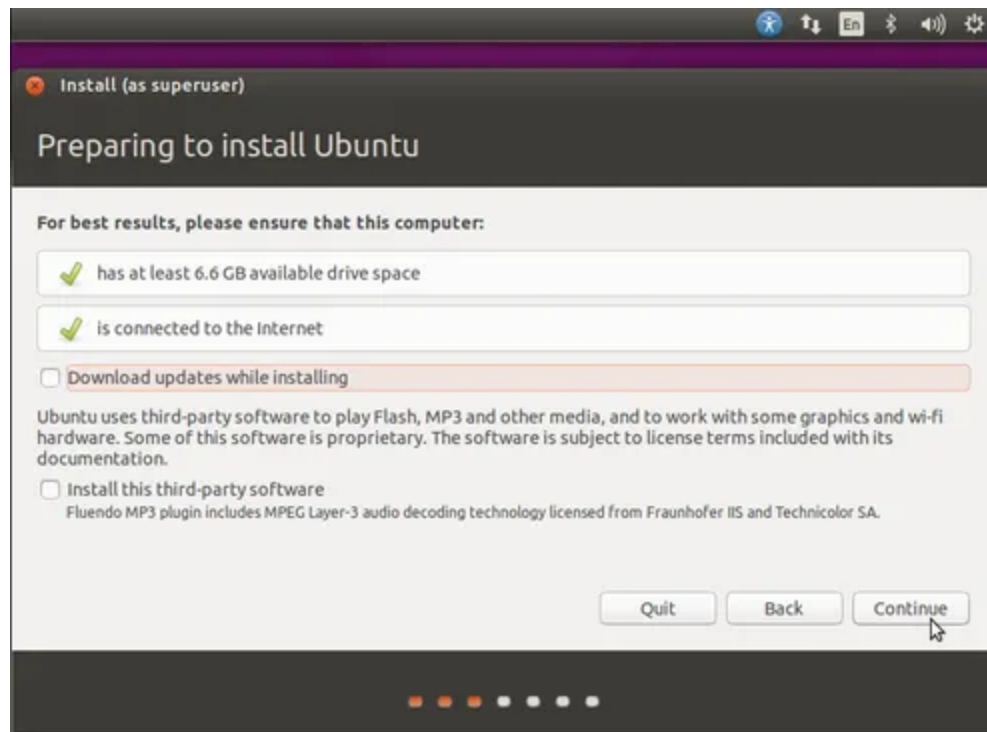 En
Install (as superuser)
Preparing to install Ubuntu
For best results, please ensure that this computer:
has at least 6.6 GB available drive space
is connected to the Internet
Download updates while installing
Ubuntu uses third-party software to play Flash, MP3 and other media, and to work with some graphics and wi-fi
hardware. Some of this software is proprietary. The software is subject to license terms included with its
documentation.
Install this third-party software
Fluendo MP3 plugin includes MPEG Layer-3 audio decoding technology licensed from Fraunhofer IIS and Technicolor SA.
Quit Back Continue